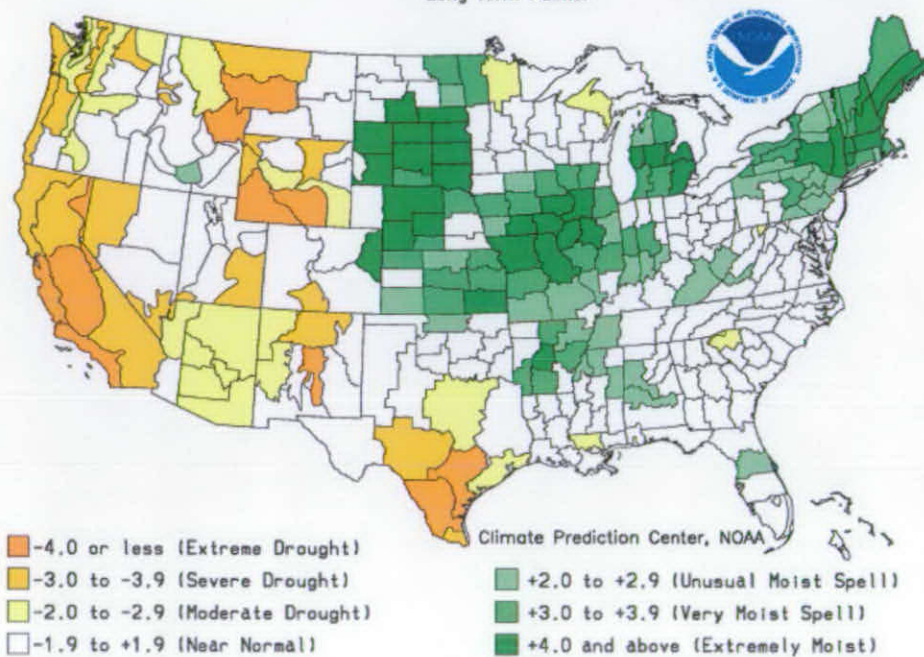 NOAA
Climate Prediction Center, NOAA
-4.0 or less (Extreme Drought)
-3.0 to -3.9 (Severe Drought)
-2.0 to -2.9 (Moderate Drought)
-1.9 to +1.9 (Near Normal)
+2.0 to +2.9 (Unusual Moist Spell)
+3.0 to +3.9 (Very Moist Spell)
+4.0 and above (Extremely Moist)